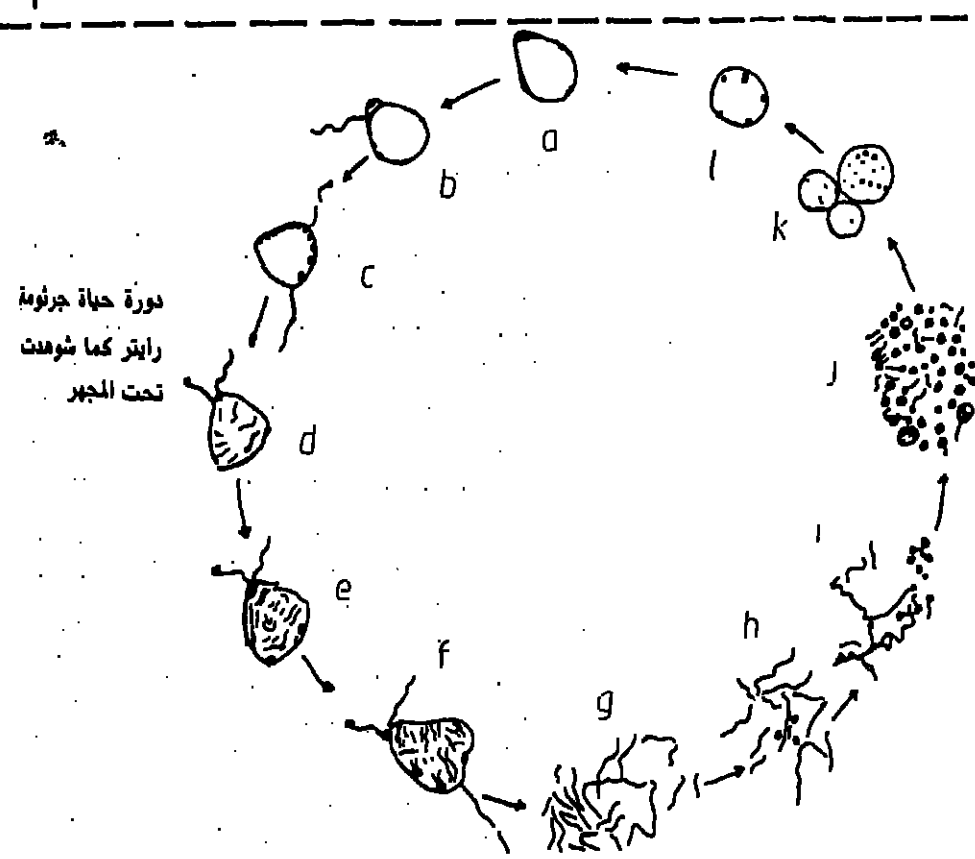 دورة حياة جرثومة
رايتر كما شوهدت
تحت المجهر
a
b
c
d
e
f
g
h
i
j
k
l